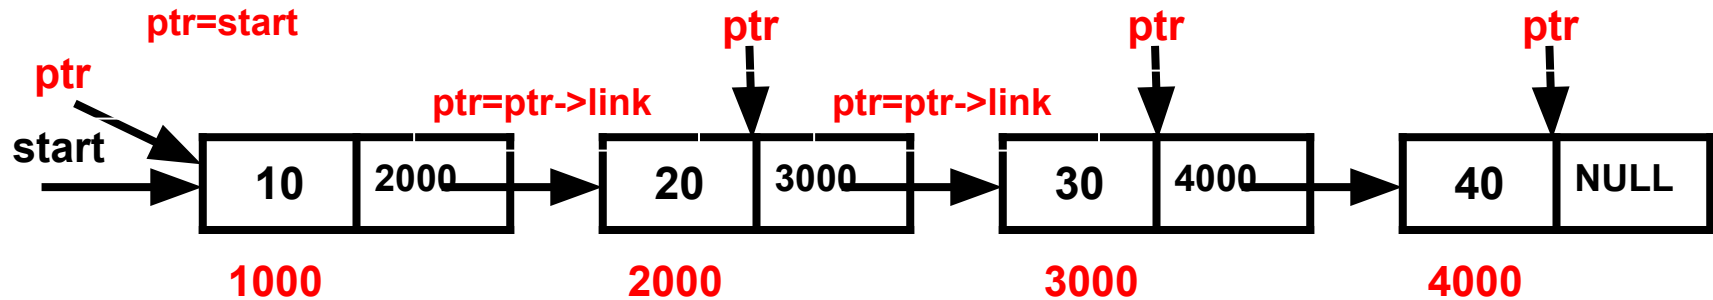 ptr=start
ptr ptr ptr
ptr
ptr=ptr->link ptr=ptr->link
start
10 2000 20 3000 30 4000 40 NULL
1000 2000 3000 4000